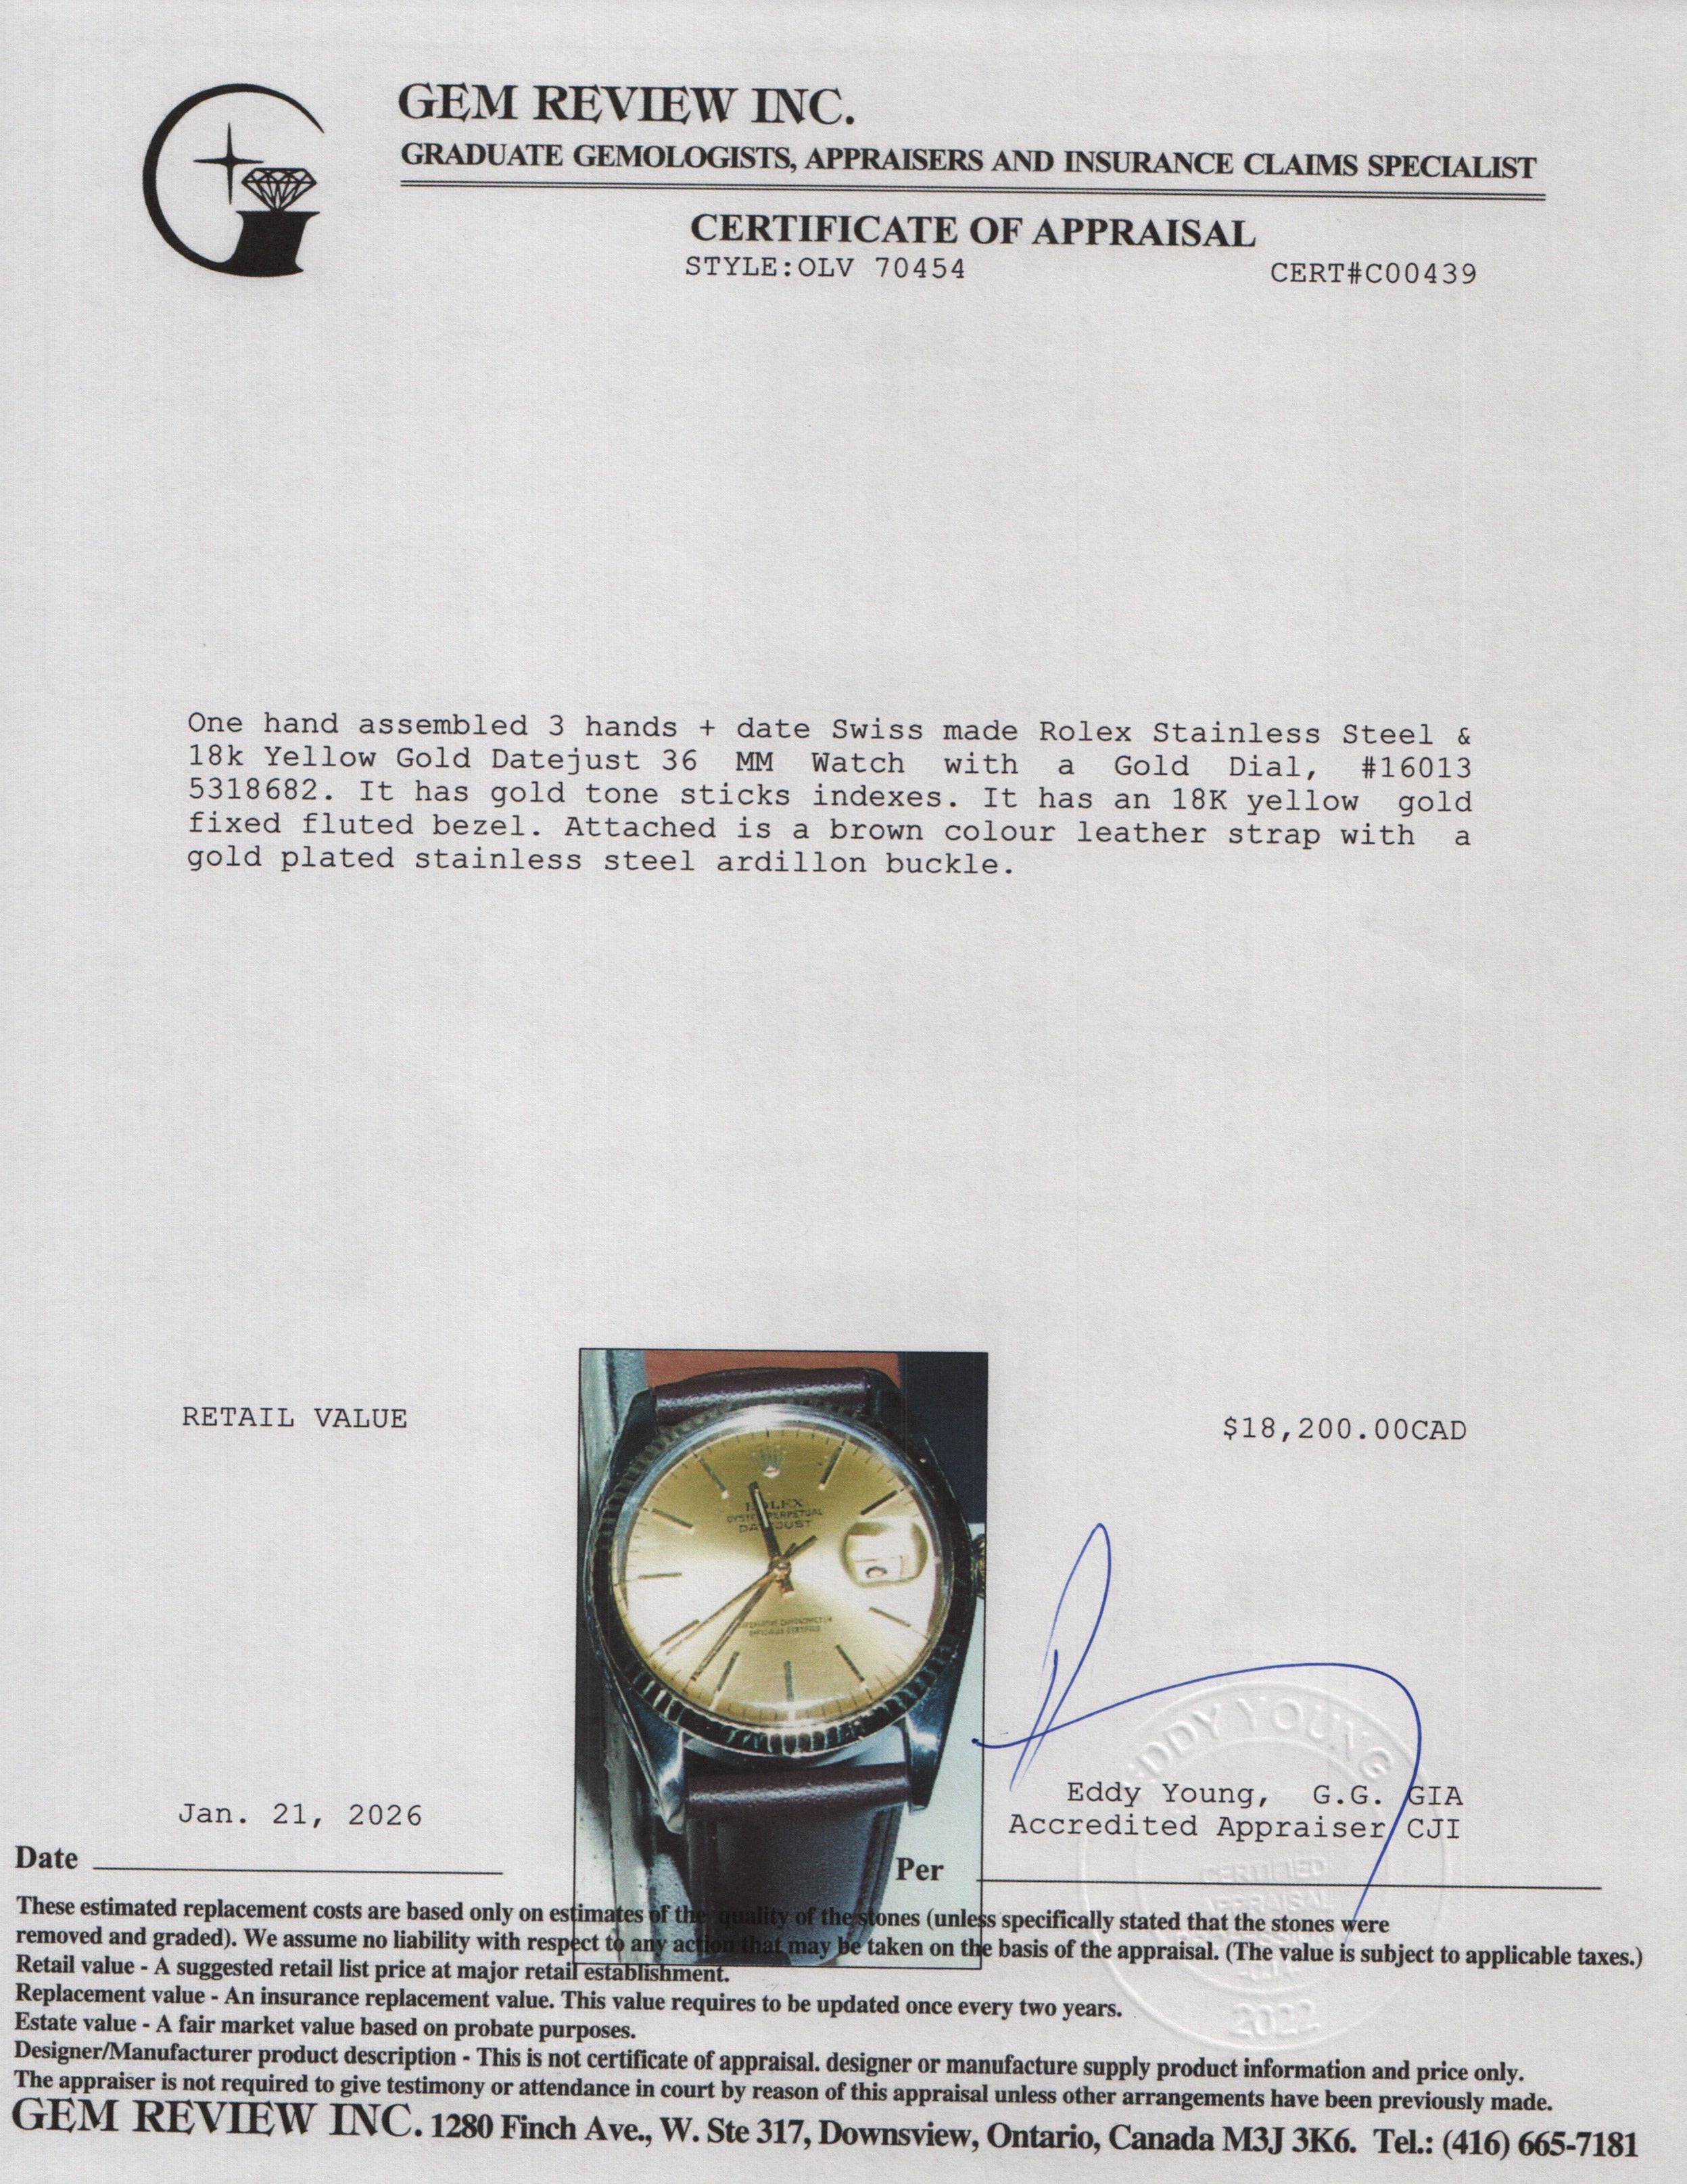 GEM REVIEW INC.
GRADUATE GEMOLOGISTS, APPRAISERS AND INSURANCE CLAIMS SPECIALIST
CERTIFICATE OF APPRAISAL
STYLE:OLV 70454
CERT#C00439
One hand assembled 3 hands + date Swiss made Rolex Stainless Steel &
18k Yellow Gold Datejust 36 MM Watch with a Gold Dial, #16013
5318682. It has gold tone sticks indexes. It has an 18K yellow gold
fixed fluted bezel. Attached is a brown colour leather strap with a
gold plated stainless steel ardillon buckle.
RETAIL VALUE
$18,200.00CAD
ROLEX
OYSTER PERPETUAL
DATEJUST
EDDY YOUNG
Eddy Young, G.G. GIA
Accredited Appraiser CJI
Jan. 21, 2026
Date
Per
CERTIFIED
APPRAISAL
2022
These estimated replacement costs are based only on estimates of the quality of the stones (unless specifically stated that the stones were
removed and graded). We assume no liability with respect to any action that may be taken on the basis of the appraisal. (The value is subject to applicable taxes.)
Retail value - A suggested retail list price at major retail establishment.
Replacement value - An insurance replacement value. This value requires to be updated once every two years.
Estate value - A fair market value based on probate purposes.
Designer/Manufacturer product description - This is not certificate of appraisal. designer or manufacture supply product information and price only.
The appraiser is not required to give testimony or attendance in court by reason of this appraisal unless other arrangements have been previously made.
GEM REVIEW INC. 1280 Finch Ave., W. Ste 317, Downsview, Ontario, Canada M3J 3K6. Tel.: (416) 665-7181